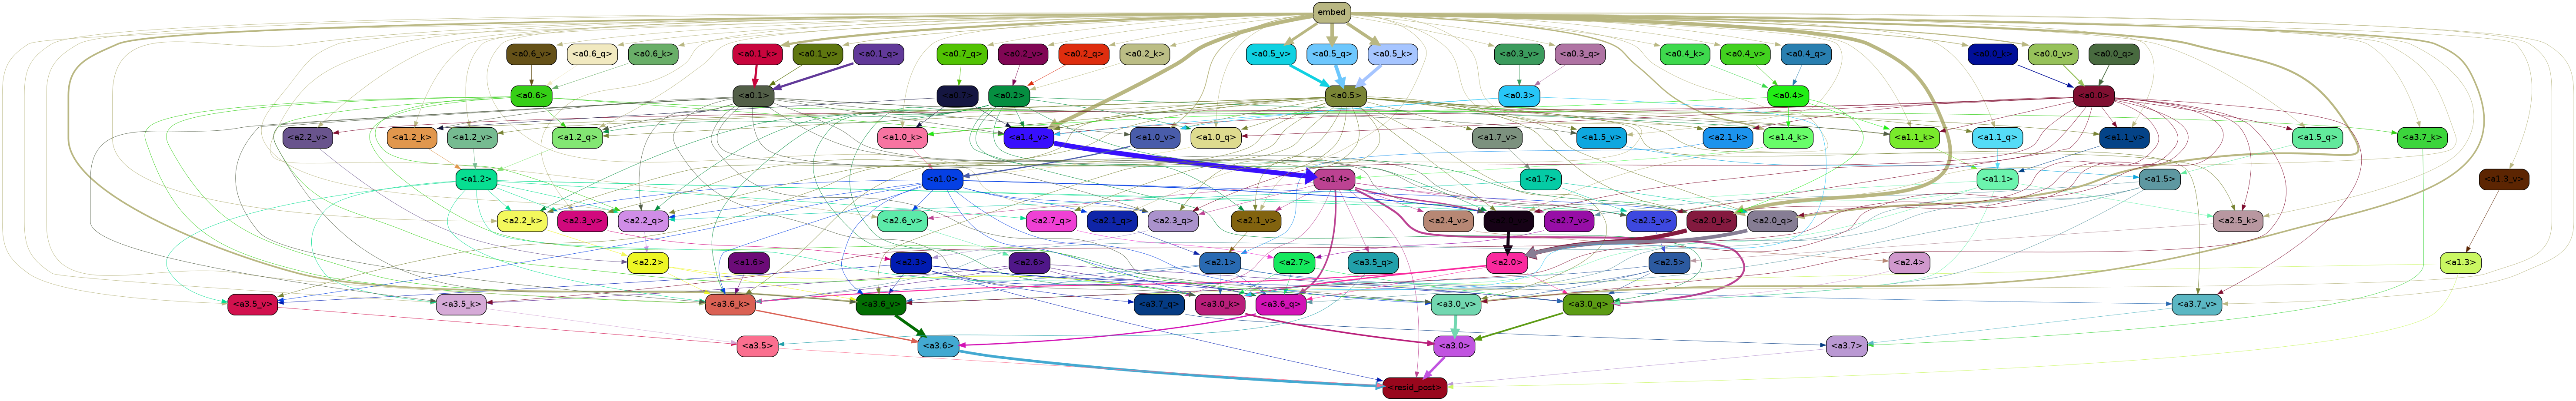 embed
<a0.6_v> <a0.6_q> <a0.6_k> <a0.1_k> <a0.1_v> <a0.1_q> <a0.7_q> <a0.2_v> <a0.2_q> <a0.2_k> <a0.5_v> <a0.5_q> <a0.5_k> <a0.3_v> <a0.3_q> <a0.4_k> <a0.4_v> <a0.4_q> <a0.0_k> <a0.0_v> <a0.0_q>
<a0.6> <a0.1> <a0.7> <a0.2> <a0.5> <a0.3> <a0.4> <a0.0>
<a2.2_v> <a1.2_k> <a1.2_v> <a1.2_q> <a1.0_k> <a1.4_v> <a1.0_v> <a1.0_q> <a1.7_v> <a1.5_v> <a2.1_k> <a1.4_k> <a1.1_k> <a1.1_q> <a1.1_v> <a1.5_q> <a3.7_k>
<a1.2> <a1.0> <a1.4> <a1.7> <a1.1> <a1.5> <a1.3_v>
<a2.2_k> <a2.3_v> <a2.2_q> <a2.6_v> <a2.7_q> <a2.1_q> <a2.3_q> <a2.1_v> <a2.4_v> <a2.7_v> <a2.5_v> <a2.0_k> <a2.0_q> <a2.5_k>
<a2.2> <a1.6> <a2.3> <a2.6> <a2.1> <a2.7> <a3.5_q> <a2.0> <a2.5> <a2.4> <a1.3>
<a3.5_v> <a3.5_k> <a3.6_k> <a3.6_v> <a3.7_q> <a3.0_k> <a3.6_q> <a3.0_v> <a3.0_q> <a3.7_v>
<a3.5> <a3.6> <a3.0> <a3.7>
<resid_post>